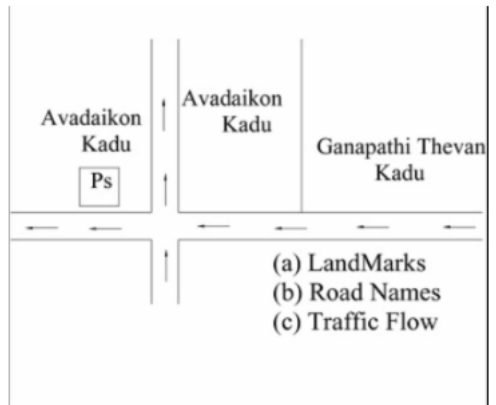 Avadaikon
Kadu
Ps
Avadaikon
Kadu
Ganapathi Thevan
Kadu
(a) LandMarks
(b) Road Names
(c) Traffic Flow